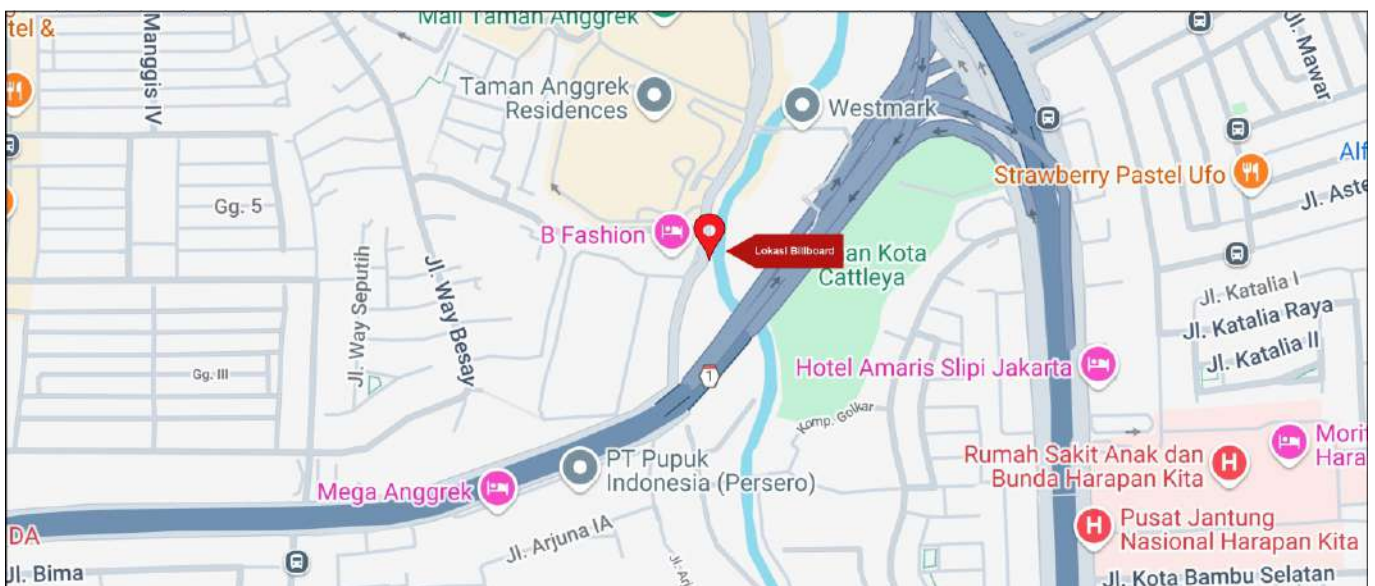 tel &
Manggis IV
Mall Taman Anggrek
Taman Anggrek
Residences
Westmark
Jl. Mawar
Strawberry Pastel Ufo
Alf
Jl. Aste
Gg. 5
B Fashion
Lokasi Billboard
an Kota
Cattleya
Jl. Way Seputih
Jl. Way Besay
Jl. Katalia I
Jl. Katalia Raya
Jl. Katalia II
Gg. III
1
Hotel Amaris Slipi Jakarta
Komp. Golkar
PT Pupuk
Indonesia (Persero)
Mega Anggrek
Rumah Sakit Anak dan
Bunda Harapan Kita
H
Morit
Hara
DA
Jl. Arjuna IA
Jl. Arj
H
Pusat Jantung
Nasional Harapan Kita
Jl. Bima
Jl. Kota Bambu Selatan